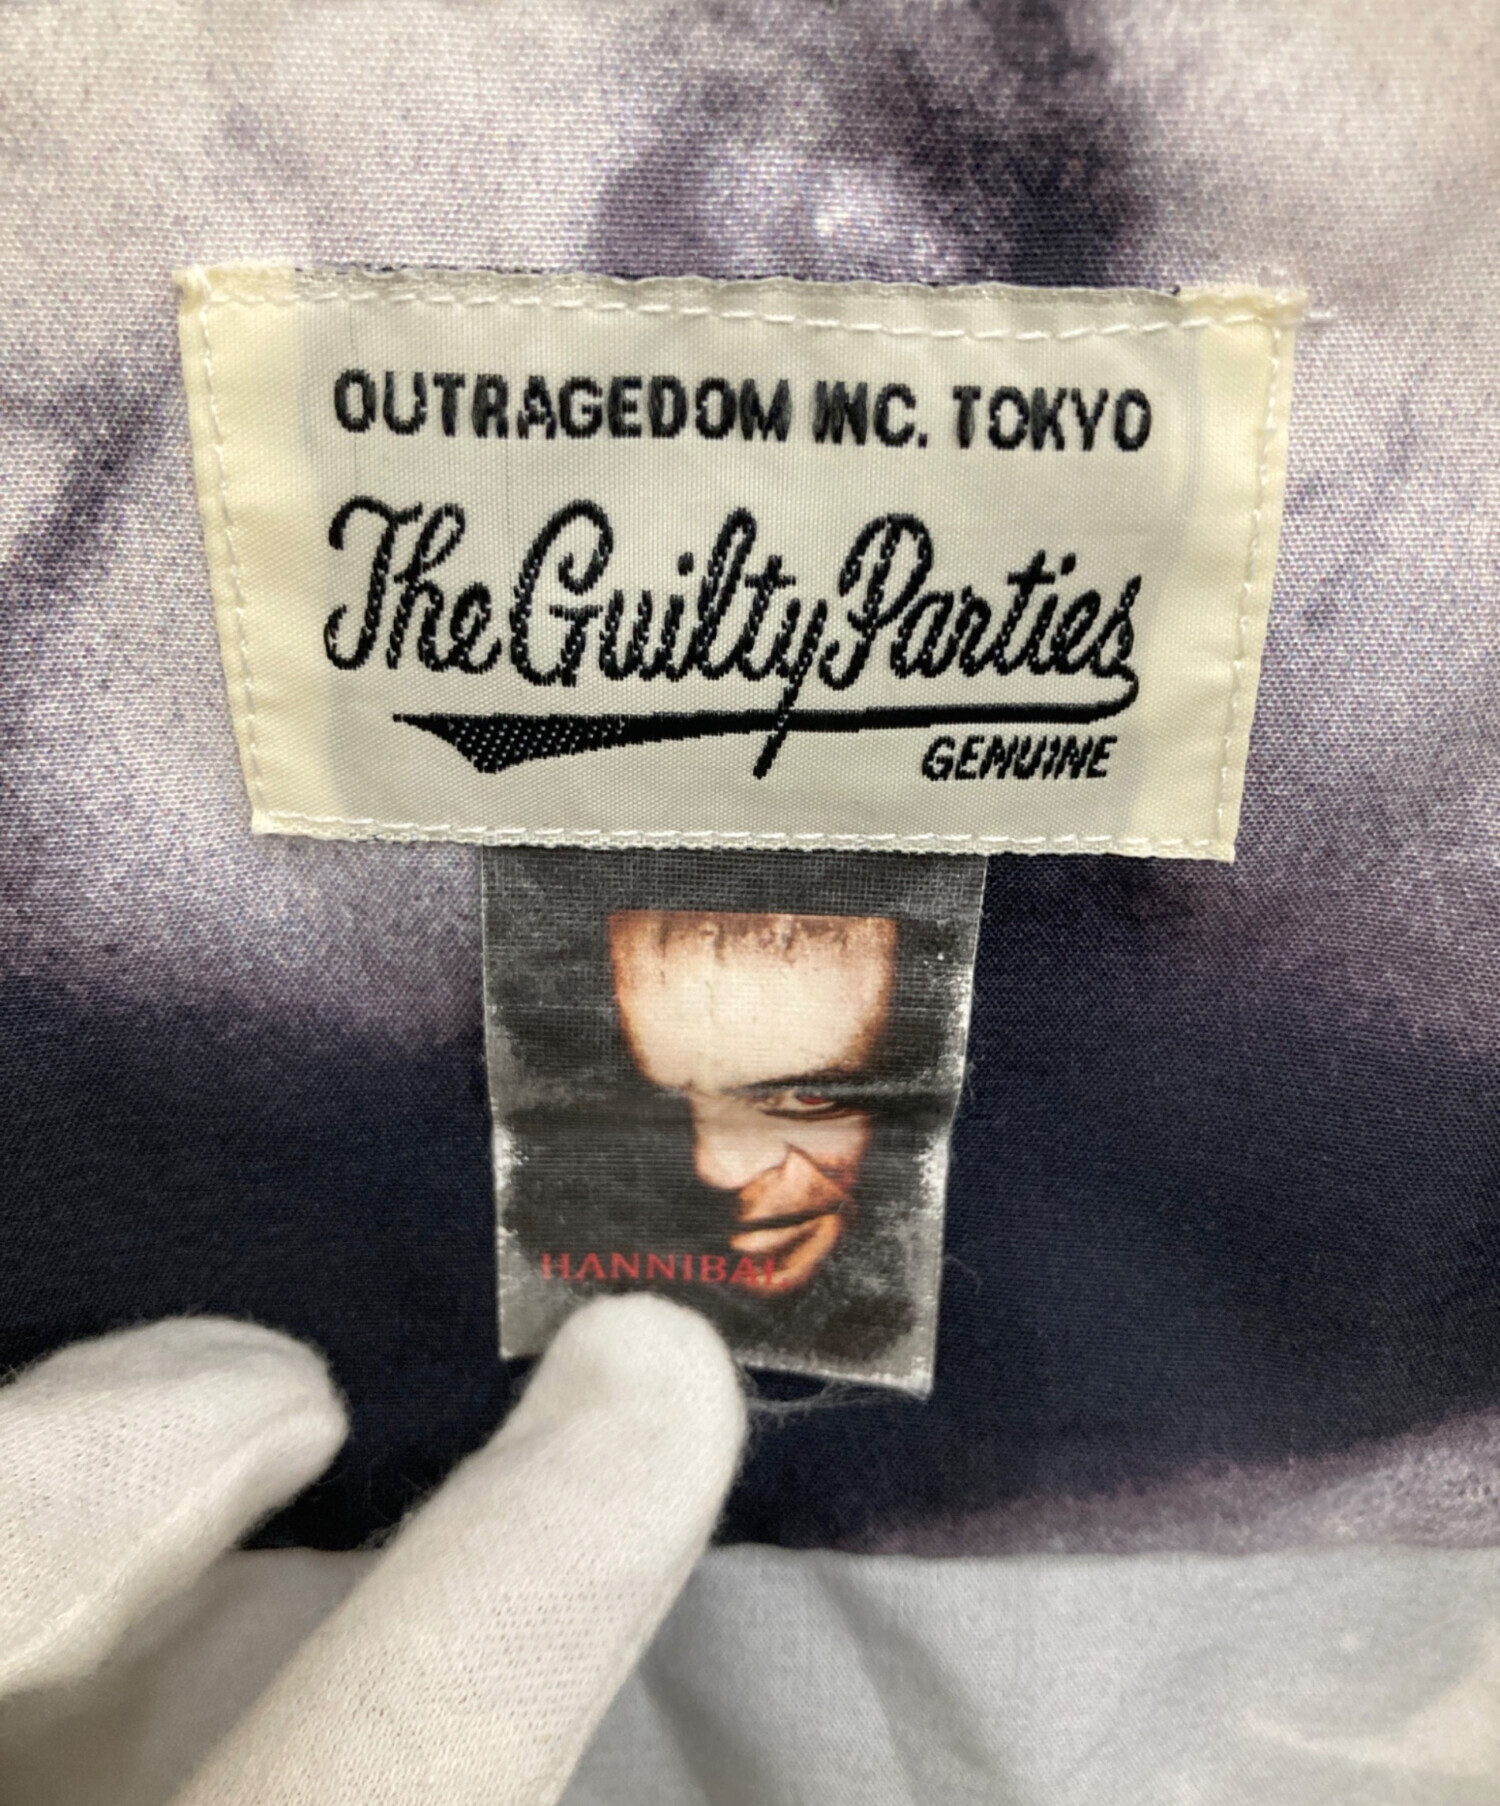 OUTRAGEDOM INC. TOKYO
The Guilty Parties
GENUINE
HANNIBAL